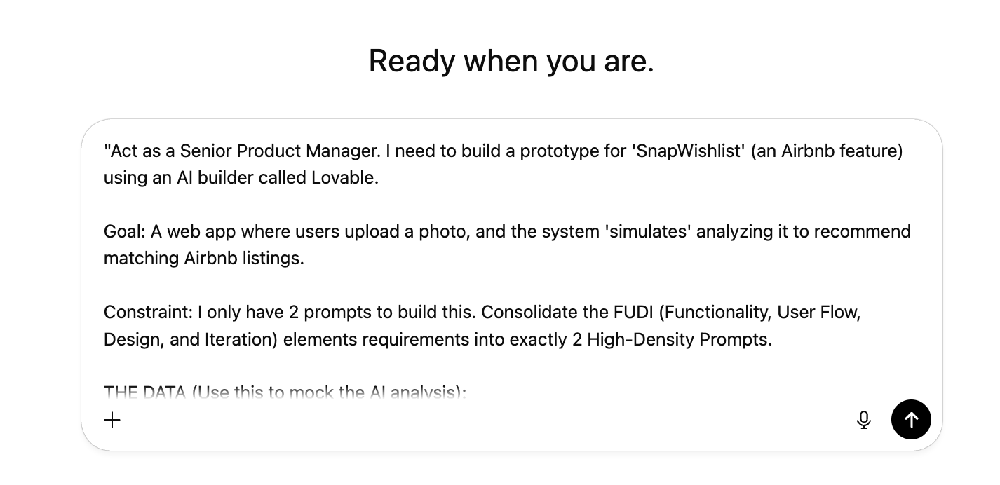 Ready when you are.
"Act as a Senior Product Manager. I need to build a prototype for 'SnapWishlist' (an Airbnb feature)
using an AI builder called Lovable.
Goal: A web app where users upload a photo, and the system 'simulates' analyzing it to recommend
matching Airbnb listings.
Constraint: I only have 2 prompts to build this. Consolidate the FUDI (Functionality, User Flow,
Design, and Iteration) elements requirements into exactly 2 High-Density Prompts.
THE DATA (Use this to mock the AI analysis):